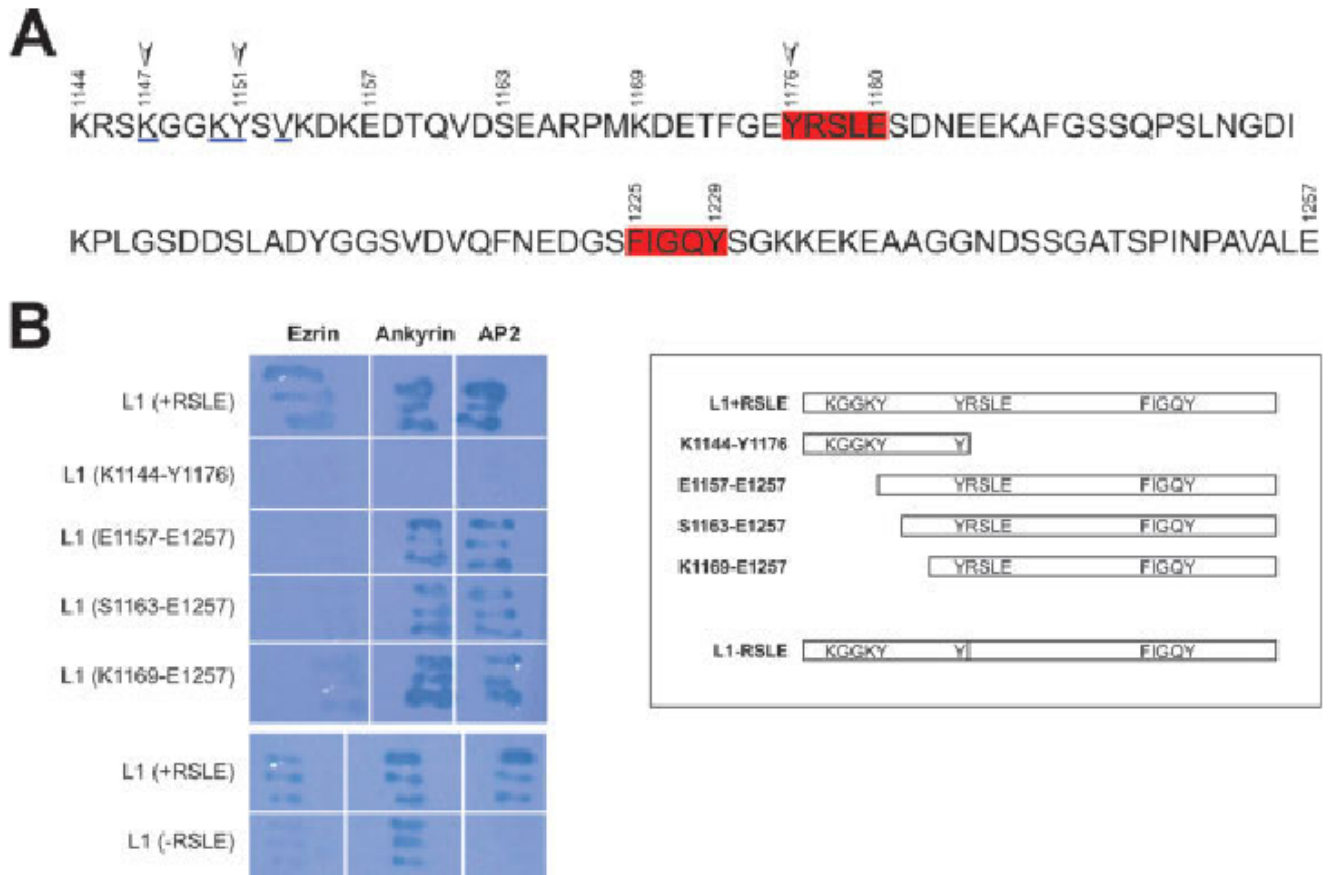 A
1144 1147 1151 1157 1163 1169 1176 1180
KRSKGGKYSVKDKEDTQVDSEARPMKDETFGEYRSLESDNEEKAFGSSQPSLNGDI
1225 1229 1257
KPLGSDDSLADYGGSVDVQFNEDGSFIGQYSGKKEKEAAGGNDSSGATSPINPAVALE
B
Ezrin Ankyrin AP2
L1 (+RSLE)
L1 (K1144-Y1176)
L1 (E1157-E1257)
L1 (S1163-E1257)
L1 (K1169-E1257)
L1 (+RSLE)
L1 (-RSLE)
L1+RSLE KGGKY YRSLE FIGQY
K1144-Y1176 KGGKY Y
E1157-E1257 YRSLE FIGQY
S1163-E1257 YRSLE FIGQY
K1169-E1257 YRSLE FIGQY
L1-RSLE KGGKY Y FIGQY